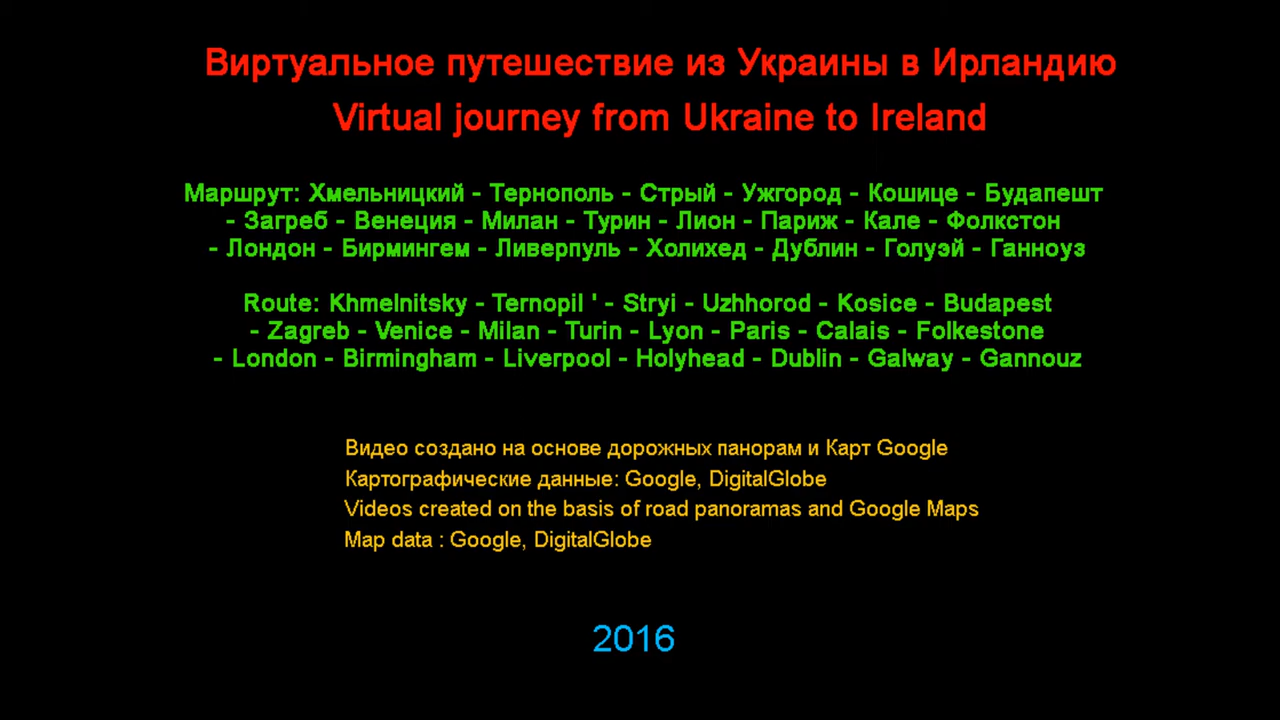 Виртуальное путешествие из Украины в Ирландию
Virtual journey from Ukraine to Ireland
Маршрут: Хмельницкий - Тернополь - Стрый - Ужгород - Кошице - Будапешт
- Загреб - Венеция - Милан - Турин - Лион - Париж - Кале - Фолкстон
- Лондон - Бирмингем - Ливерпуль - Холихед - Дублин - Голуэй - Ганноуз
Route: Khmelnitsky - Ternopil ' - Stryi - Uzhhorod - Kosice - Budapest
- Zagreb - Venice - Milan - Turin - Lyon - Paris - Calais - Folkestone
- London - Birmingham - Liverpool - Holyhead - Dublin - Galway - Gannouz
Видео создано на основе дорожных панорам и Карт Google
Картографические данные: Google, DigitalGlobe
Videos created on the basis of road panoramas and Google Maps
Map data : Google, DigitalGlobe
2016